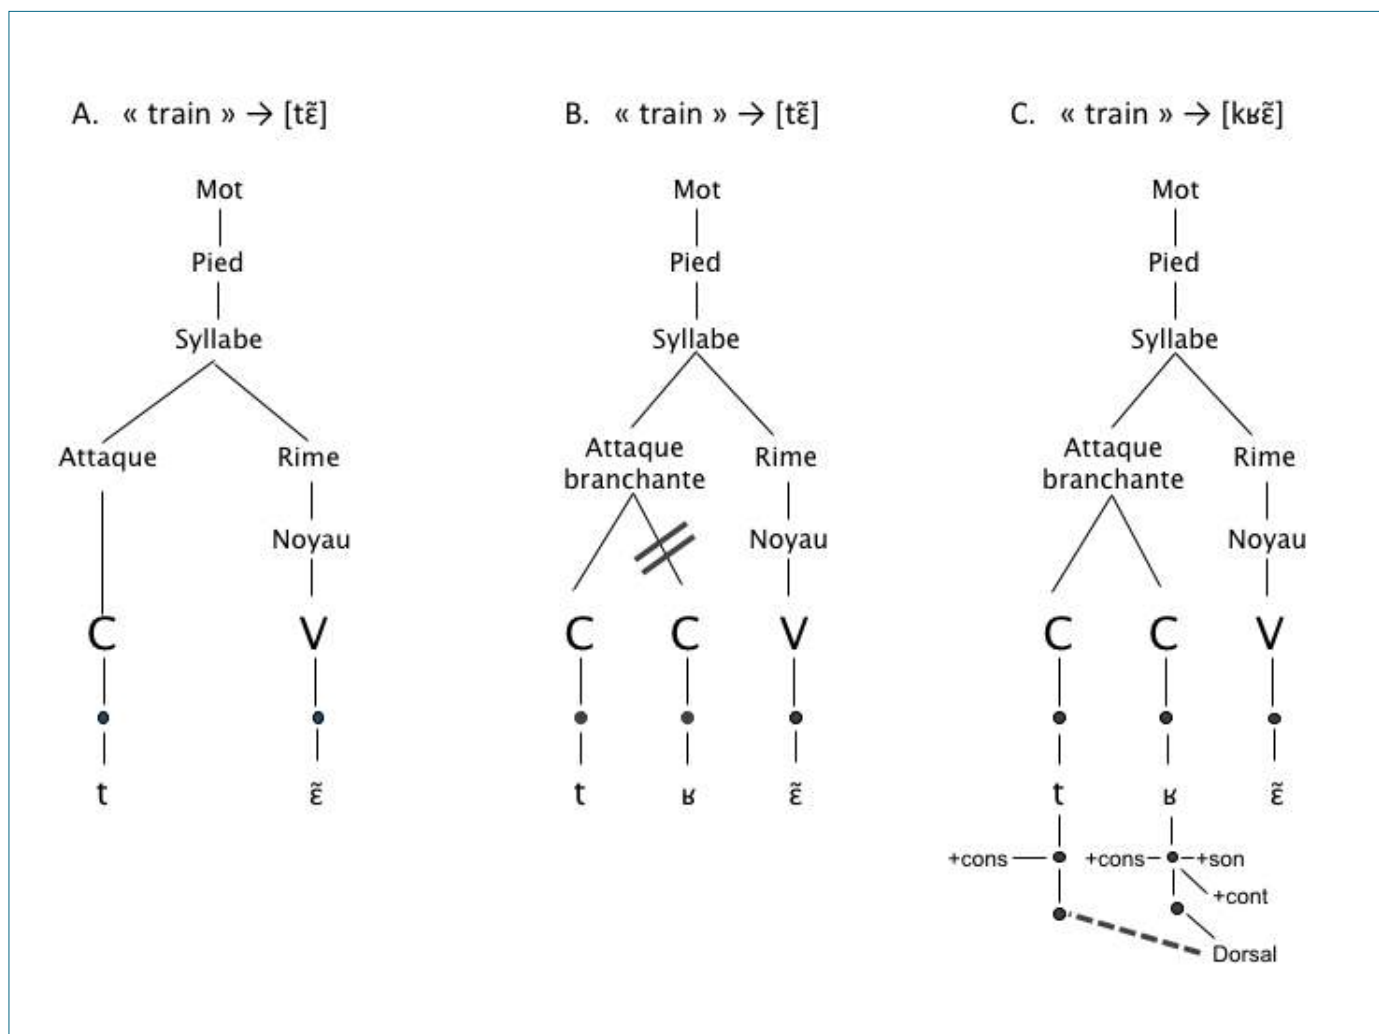 A. « train » → [tɛ̃]
B. « train » → [tɛ̃]
C. « train » → [kʁɛ̃]
Mot
Mot
Mot
Pied
Pied
Pied
Syllabe
Syllabe
Syllabe
Attaque
Rime
Attaque
branchante
Rime
Attaque
branchante
Rime
Noyau
Noyau
Noyau
C
V
C
C
V
C
C
V
t
ɛ̃
t
ʁ
ɛ̃
t
ʁ
ɛ̃
+cons
+cons
+son
+cont
Dorsal